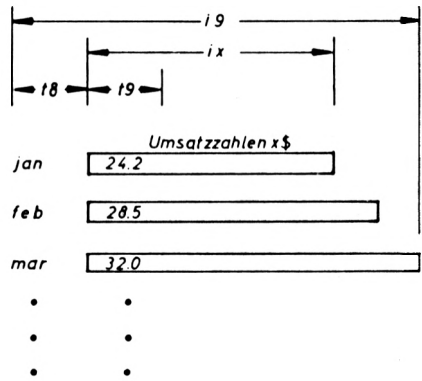 i9
ix
t8 t9
Umsatzzahlen x$
jan 24.2
feb 28.5
mar 32.0